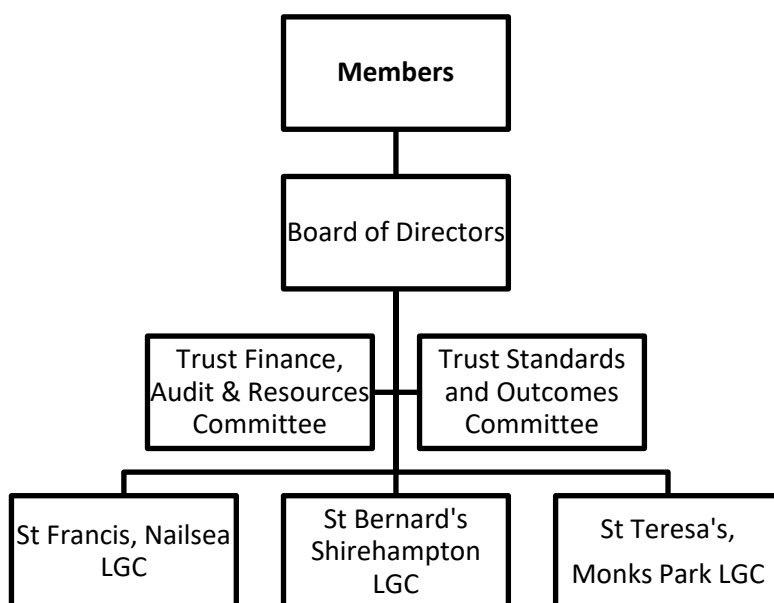 Members
Board of Directors
Trust Finance,
Audit & Resources
Committee
Trust Standards
and Outcomes
Committee
St Francis, Nailsea
LGC
St Bernard's
Shirehampton
LGC
St Teresa's,
Monks Park LGC